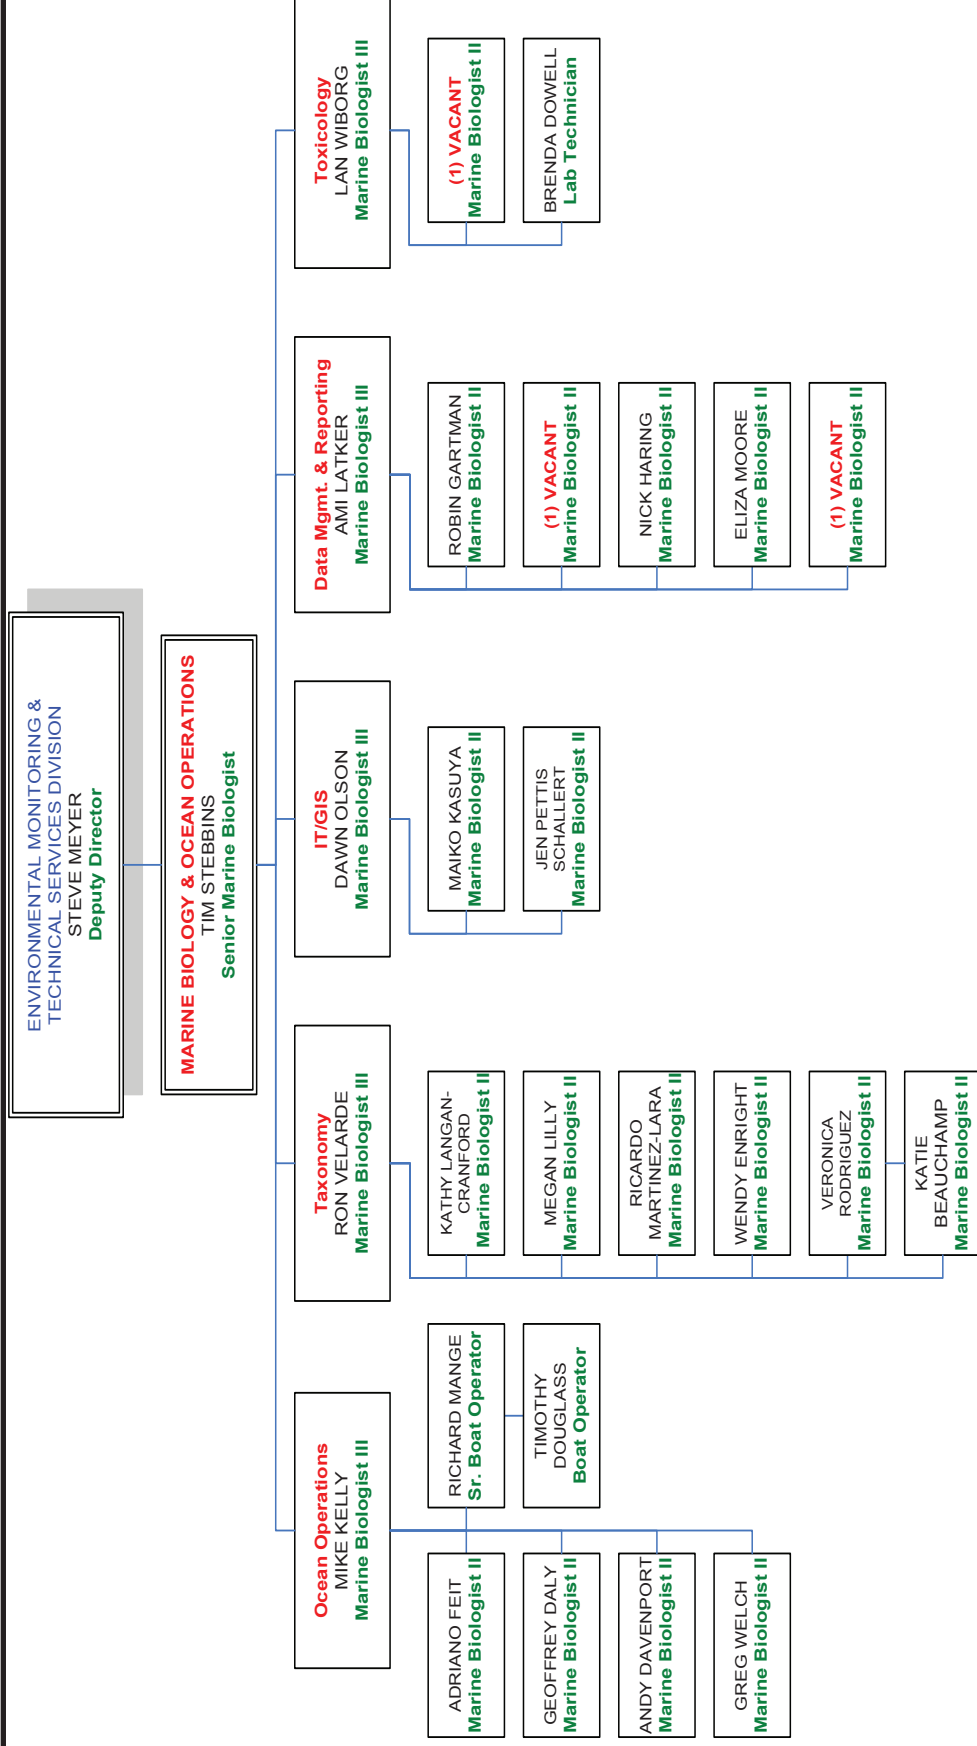 ENVIRONMENTAL MONITORING &
TECHNICAL SERVICES DIVISION
STEVE MEYER
Deputy Director
MARINE BIOLOGY & OCEAN OPERATIONS
TIM STEBBINS
Senior Marine Biologist
Ocean Operations
MIKE KELLY
Marine Biologist III
ADRIANO FEIT
Marine Biologist II
GEOFFREY DALY
Marine Biologist II
ANDY DAVENPORT
Marine Biologist II
GREG WELCH
Marine Biologist II
RICHARD MANGE
Sr. Boat Operator
TIMOTHY
DOUGLASS
Boat Operator
Taxonomy
RON VELARDE
Marine Biologist III
KATHY LANGAN-
CRANFORD
Marine Biologist II
MEGAN LILLY
Marine Biologist II
RICARDO
MARTINEZ-LARA
Marine Biologist II
WENDY ENRIGHT
Marine Biologist II
VERONICA
RODRIGUEZ
Marine Biologist II
KATIE
BEAUCHAMP
Marine Biologist II
IT/GIS
DAWN OLSON
Marine Biologist III
MAIKO KASUYA
Marine Biologist II
JEN PETTIS
SCHALLERT
Marine Biologist II
Data Mgmt. & Reporting
AMI LATKER
Marine Biologist III
ROBIN GARTMAN
Marine Biologist II
(1) VACANT
Marine Biologist II
NICK HARING
Marine Biologist II
ELIZA MOORE
Marine Biologist II
(1) VACANT
Marine Biologist II
Toxicology
LAN WIBORG
Marine Biologist III
(1) VACANT
Marine Biologist II
BRENDA DOWELL
Lab Technician